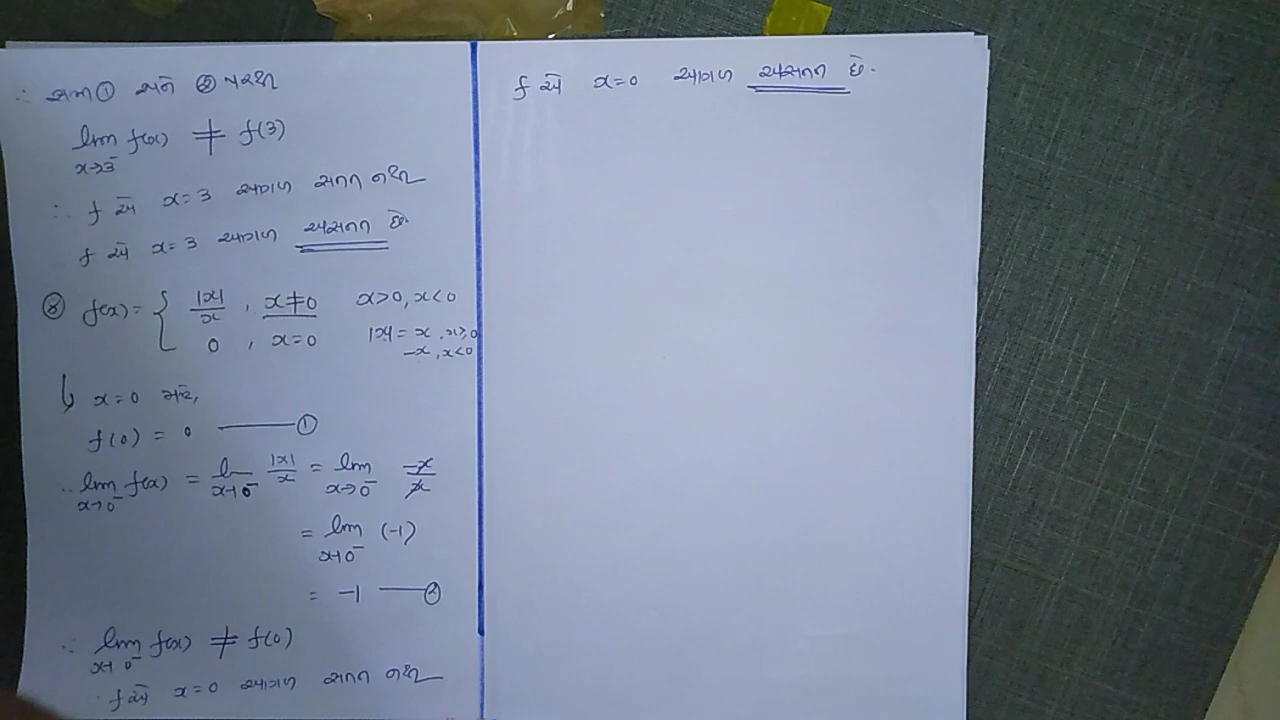 ∴ સમ ① અને ② પરથી
lim x→3⁻ f(x) ≠ f(3)
∴ f એ x = 3 આગળ સતત નથી
f એ x = 3 આગળ અસતત છે.
f(x) = { |x|/x , x ≠ 0 x>0, x<0
0 , x = 0 |x| = x , x≥0
-x , x<0
↳ x = 0 માટે,
f(0) = 0 —— ①
∴ lim x→0⁻ f(x) = lim x→0⁻ |x|/x = lim x→0⁻ -x/x
= lim x→0⁻ (-1)
= -1 —— ②
∴ lim x→0⁻ f(x) ≠ f(0)
∴ f એ x = 0 આગળ સતત નથી
f એ x=0 આગળ અસતત છે.